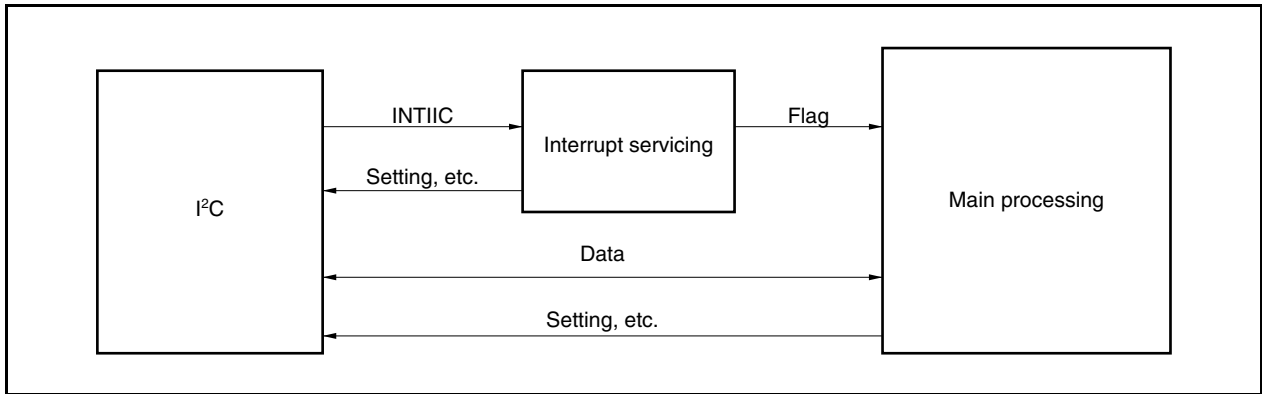 INTIIC
Flag
Interrupt servicing
Setting, etc.
I²C
Main processing
Data
Setting, etc.